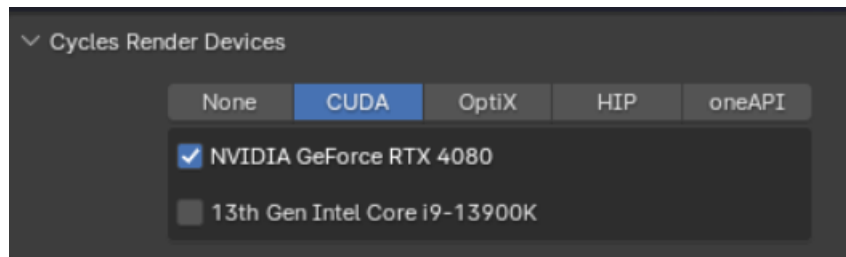 Cycles Render Devices
None CUDA OptiX HIP oneAPI
NVIDIA GeForce RTX 4080
13th Gen Intel Core i9-13900K